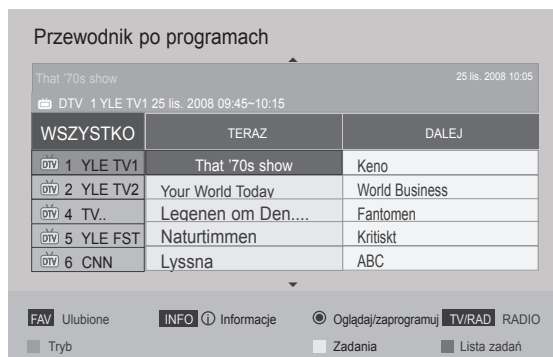 Przewodnik po programach
That '70s show 25 lis. 2008 10:05
DTV 1 YLE TV1 25 lis. 2008 09:45~10:15
WSZYSTKO TERAZ DALEJ
DTV 1 YLE TV1 That '70s show Keno
DTV 2 YLE TV2 Your World Today World Business
DTV 4 TV.. Legenen om Den.... Fantomen
DTV 5 YLE FST Naturtimmen Kritiskt
DTV 6 CNN Lyssna ABC
FAV Ulubione INFO i Informacje Oglądaj/zaprogramuj TV/RAD RADIO
Tryb Zadania Lista zadań